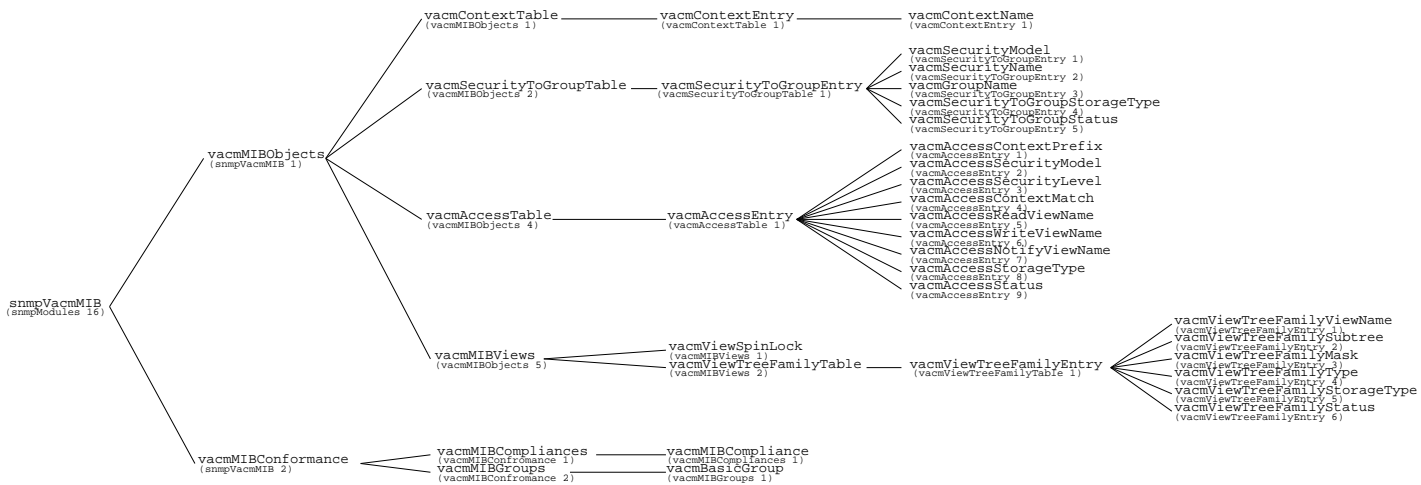 vacmContextTable
(vacmMIBObjects 1)
vacmContextEntry
(vacmContextTable 1)
vacmContextName
(vacmContextEntry 1)
vacmSecurityToGroupTable
(vacmMIBObjects 2)
vacmSecurityToGroupEntry
(vacmSecurityToGroupTable 1)
vacmSecurityModel
(vacmSecurityToGroupEntry 1)
vacmSecurityName
(vacmSecurityToGroupEntry 2)
vacmGroupName
(vacmSecurityToGroupEntry 3)
vacmSecurityToGroupStorageType
(vacmSecurityToGroupEntry 4)
vacmSecurityToGroupStatus
(vacmSecurityToGroupEntry 5)
vacmMIBObjects
(snmpVacmMIB 1)
vacmAccessTable
(vacmMIBObjects 4)
vacmAccessEntry
(vacmAccessTable 1)
vacmAccessContextPrefix
(vacmAccessEntry 1)
vacmAccessSecurityModel
(vacmAccessEntry 2)
vacmAccessSecurityLevel
(vacmAccessEntry 3)
vacmAccessContextMatch
(vacmAccessEntry 4)
vacmAccessReadViewName
(vacmAccessEntry 5)
vacmAccessWriteViewName
(vacmAccessEntry 6)
vacmAccessNotifyViewName
(vacmAccessEntry 7)
vacmAccessStorageType
(vacmAccessEntry 8)
vacmAccessStatus
(vacmAccessEntry 9)
snmpVacmMIB
(snmpModules 16)
vacmMIBViews
(vacmMIBObjects 5)
vacmViewSpinLock
(vacmMIBViews 1)
vacmViewTreeFamilyTable
(vacmMIBViews 2)
vacmViewTreeFamilyEntry
(vacmViewTreeFamilyTable 1)
vacmViewTreeFamilyViewName
(vacmViewTreeFamilyEntry 1)
vacmViewTreeFamilySubtree
(vacmViewTreeFamilyEntry 2)
vacmViewTreeFamilyMask
(vacmViewTreeFamilyEntry 3)
vacmViewTreeFamilyType
(vacmViewTreeFamilyEntry 4)
vacmViewTreeFamilyStorageType
(vacmViewTreeFamilyEntry 5)
vacmViewTreeFamilyStatus
(vacmViewTreeFamilyEntry 6)
vacmMIBConformance
(snmpVacmMIB 2)
vacmMIBCompliances
(vacmMIBConfromance 1)
vacmMIBCompliance
(vacmMIBCompliances 1)
vacmMIBGroups
(vacmMIBConfromance 2)
vacmBasicGroup
(vacmMIBGroups 1)